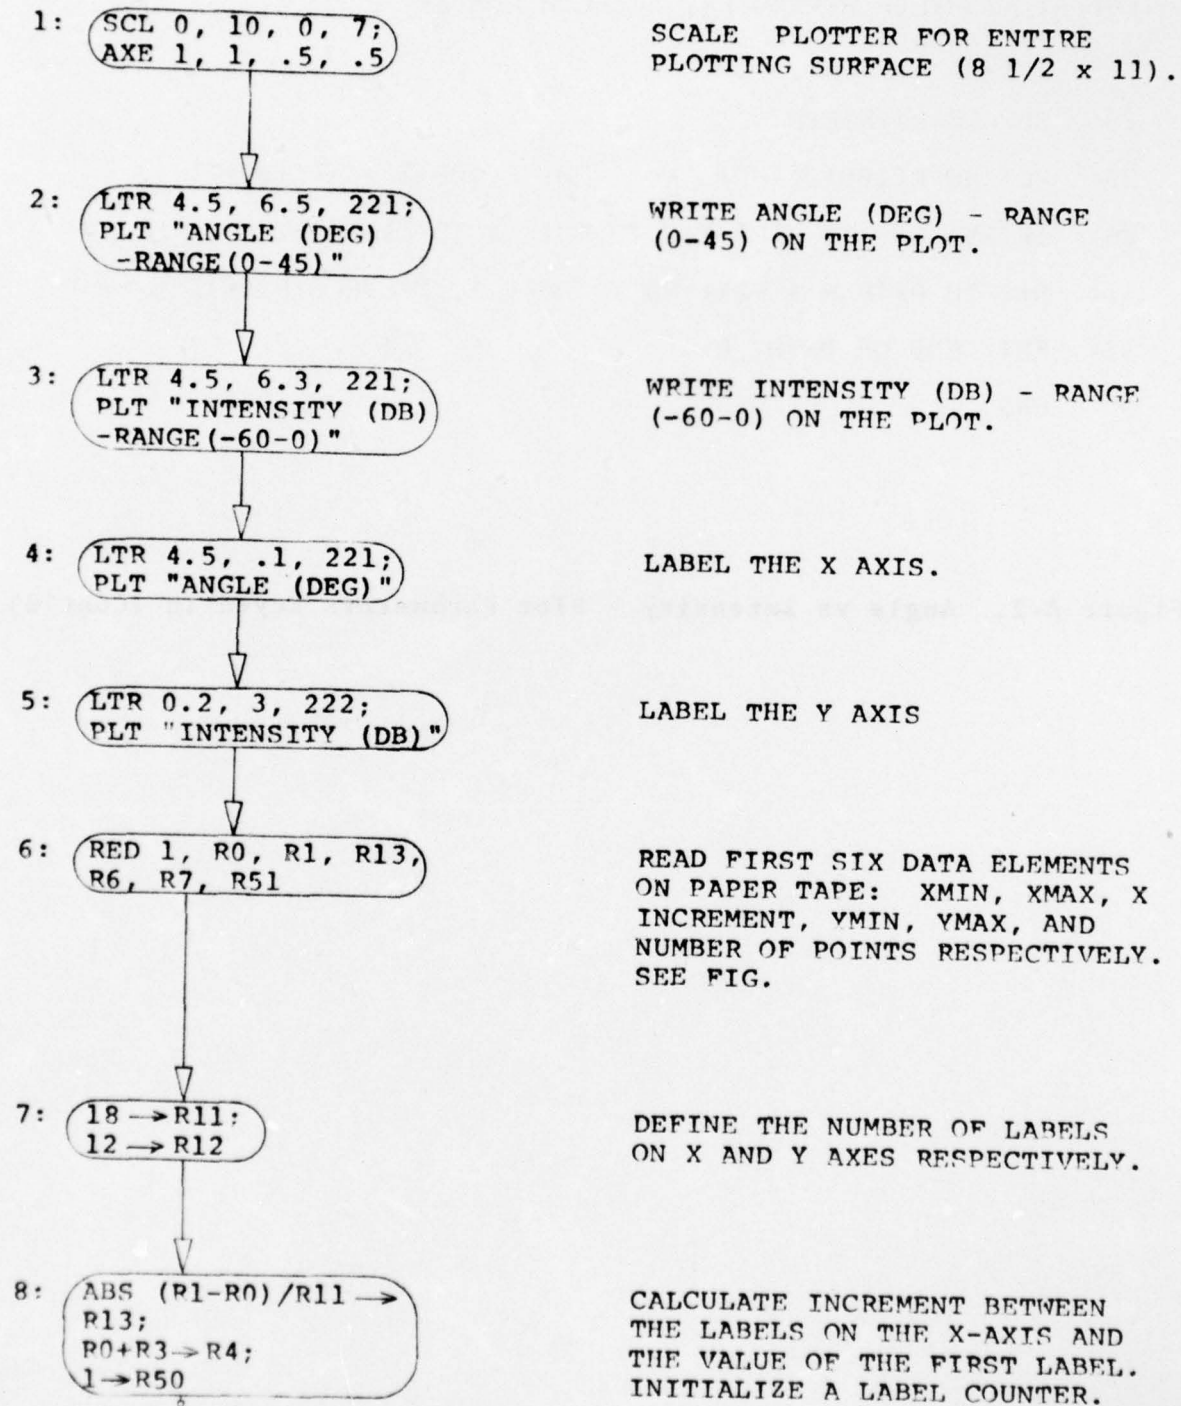 1: SCL 0, 10, 0, 7;
AXE 1, 1, .5, .5
SCALE PLOTTER FOR ENTIRE
PLOTTING SURFACE (8 1/2 x 11).
2: LTR 4.5, 6.5, 221;
PLT "ANGLE (DEG)
-RANGE(0-45)"
WRITE ANGLE (DEG) - RANGE
(0-45) ON THE PLOT.
3: LTR 4.5, 6.3, 221;
PLT "INTENSITY (DB)
-RANGE(-60-0)"
WRITE INTENSITY (DB) - RANGE
(-60-0) ON THE PLOT.
4: LTR 4.5, .1, 221;
PLT "ANGLE (DEG)"
LABEL THE X AXIS.
5: LTR 0.2, 3, 222;
PLT "INTENSITY (DB)"
LABEL THE Y AXIS
6: RED 1, R0, R1, R13,
R6, R7, R51
READ FIRST SIX DATA ELEMENTS
ON PAPER TAPE: XMIN, XMAX, X
INCREMENT, YMIN, YMAX, AND
NUMBER OF POINTS RESPECTIVELY.
SEE FIG.
7: 18 → R11;
12 → R12
DEFINE THE NUMBER OF LABELS
ON X AND Y AXES RESPECTIVELY.
8: ABS (R1-R0)/R11 →
R13;
R0+R3→R4;
1→R50
CALCULATE INCREMENT BETWEEN
THE LABELS ON THE X-AXIS AND
THE VALUE OF THE FIRST LABEL.
INITIALIZE A LABEL COUNTER.